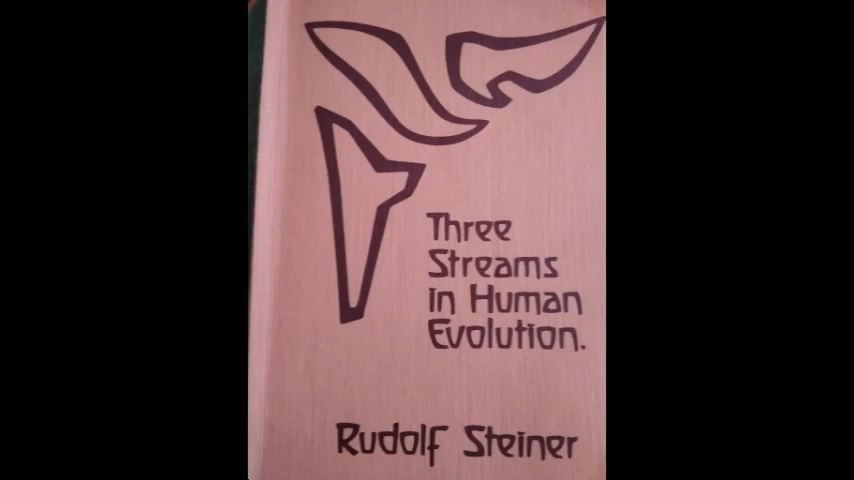 Three
Streams
in Human
Evolution.
Rudolf Steiner